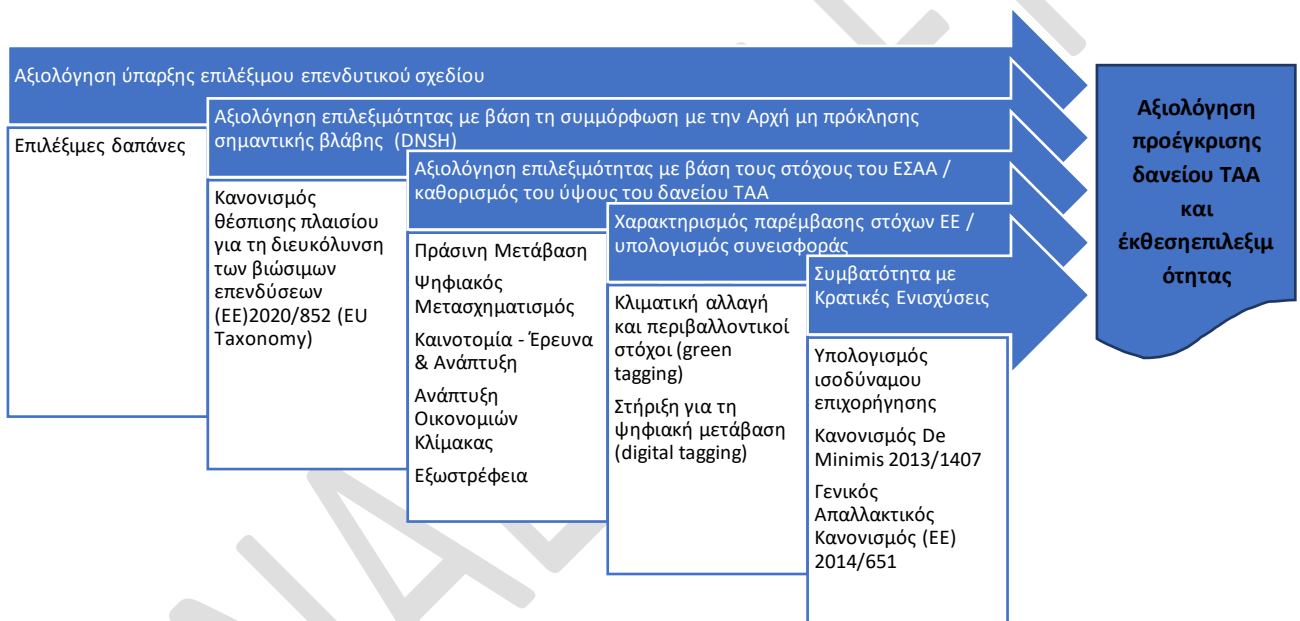 Αξιολόγηση ύπαρξης επιλέξιμου επενδυτικού σχεδίου
Επιλέξιμες δαπάνες
Αξιολόγηση επιλεξιμότητας με βάση τη συμμόρφωση με την Αρχή μη πρόκλησης
σημαντικής βλάβης (DNSH)
Κανονισμός
θέσπισης πλαισίου
για τη διευκόλυνση
των βιώσιμων
επενδύσεων
(ΕΕ)2020/852 (EU
Taxonomy)
Αξιολόγηση επιλεξιμότητας με βάση τους στόχους του ΕΣΑΑ /
καθορισμός του ύψους του δανείου ΤΑΑ
Πράσινη Μετάβαση
Ψηφιακός
Μετασχηματισμός
Καινοτομία - Έρευνα
& Ανάπτυξη
Ανάπτυξη
Οικονομιών
Κλίμακας
Εξωστρέφεια
Χαρακτηρισμός παρέμβασης στόχων ΕΕ /
υπολογισμός συνεισφοράς
Κλιματική αλλαγή
και περιβαλλοντικοί
στόχοι (green
tagging)
Στήριξη για τη
ψηφιακή μετάβαση
(digital tagging)
Συμβατότητα με
Κρατικές Ενισχύσεις
Υπολογισμός
ισοδύναμου
επιχορήγησης
Κανονισμός De
Minimis 2013/1407
Γενικός
Απαλλακτικός
Κανονισμός (ΕΕ)
2014/651
Αξιολόγηση
προέγκρισης
δανείου ΤΑΑ
και
έκθεσηεπιλεξιμ
ότητας